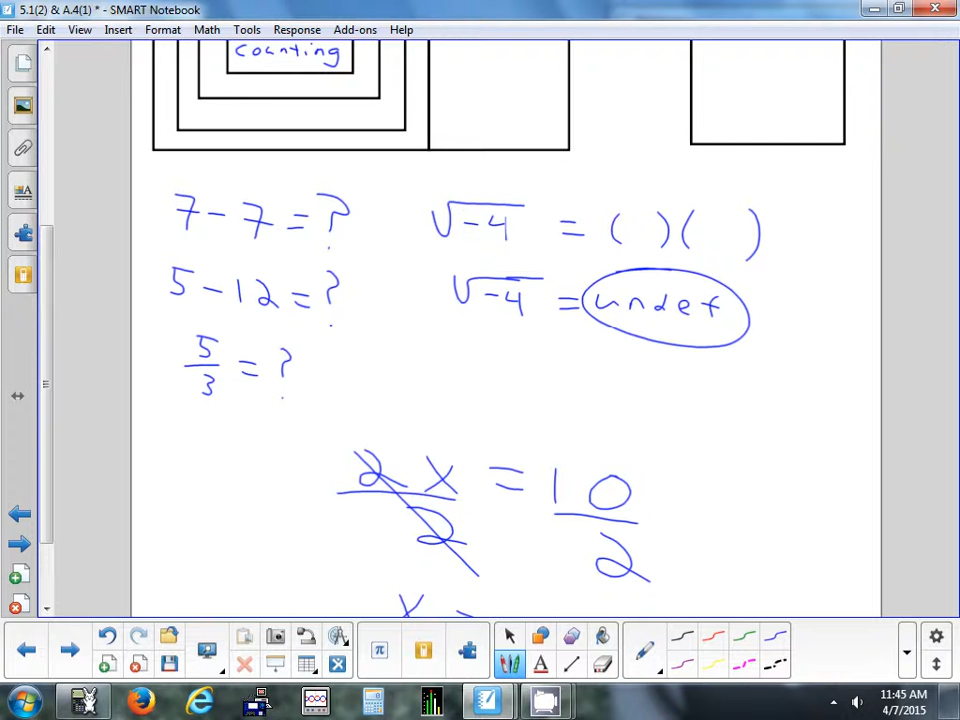 5.1(2) & A.4(1) * - SMART Notebook
File Edit View Insert Format Math Tools Response Add-ons Help
counting
7 - 7 = ?
√-4 = ( )( )
5 - 12 = ?
√-4 = undef
5/3 = ?
2x/2 = 10/2
x =
11:45 AM
4/7/2015